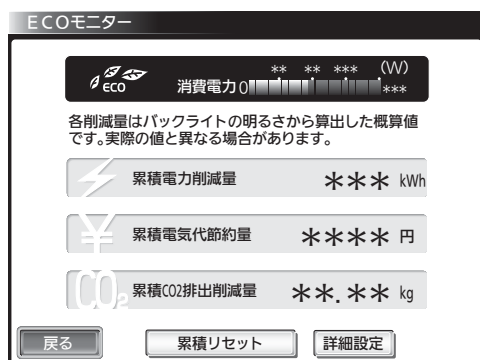 ECOモニター
** ** *** (W)
ECO 消費電力 0 ***
各削減量はバックライトの明るさから算出した概算値
です。実際の値と異なる場合があります。
累積電力削減量 *** kWh
¥ 累積電気代節約量 **** 円
CO2 累積CO2排出削減量 **.** kg
戻る 累積リセット 詳細設定